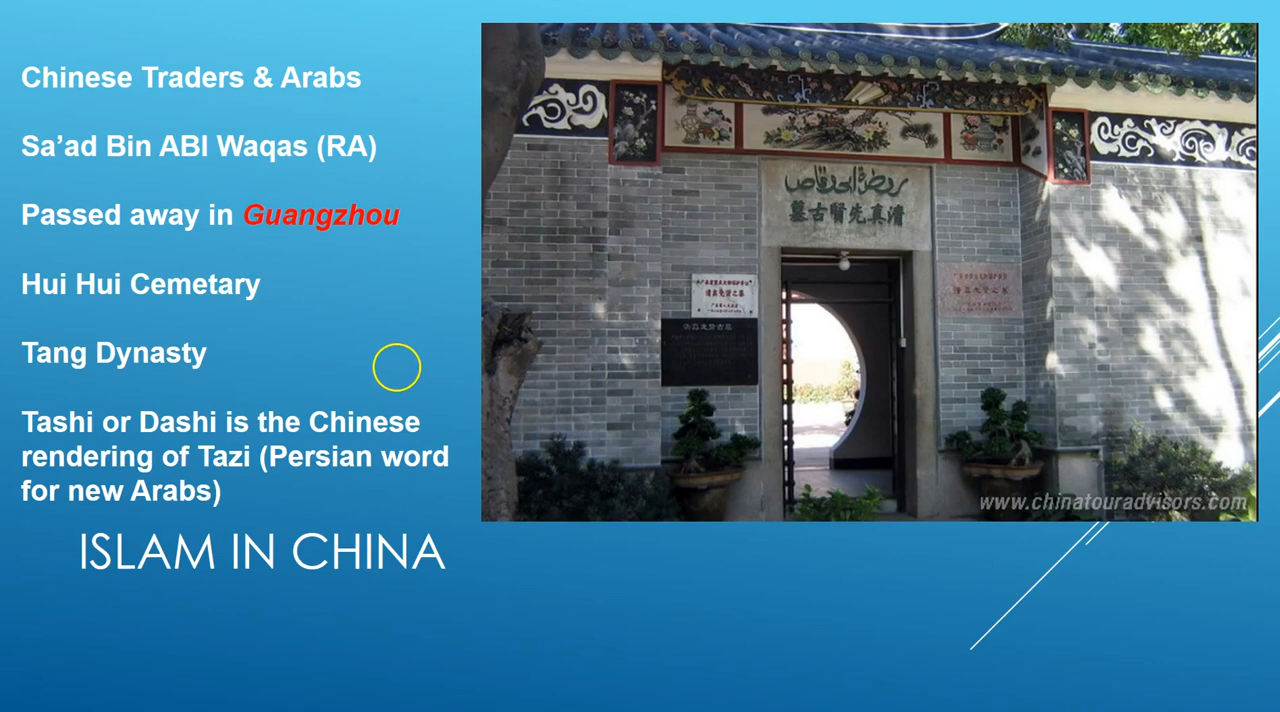 Chinese Traders & Arabs
Sa’ad Bin ABI Waqas (RA)
Passed away in Guangzhou
Hui Hui Cemetary
Tang Dynasty
Tashi or Dashi is the Chinese
rendering of Tazi (Persian word
for new Arabs)
ISLAM IN CHINA
روضة ابی وقاص
墓古賢先真清
www.chinatouradvisors.com